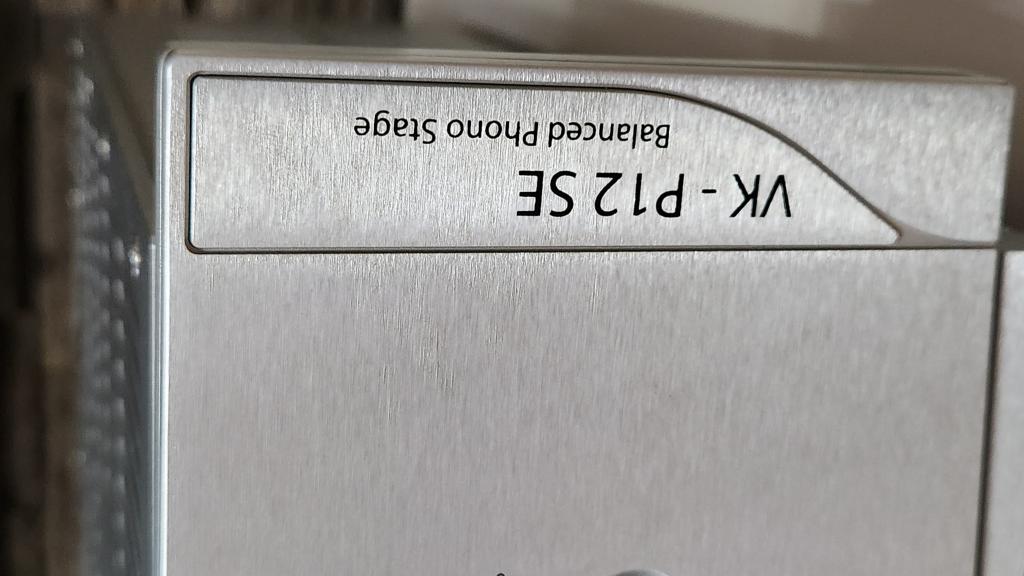 VK - P12 SE
Balanced Phono Stage